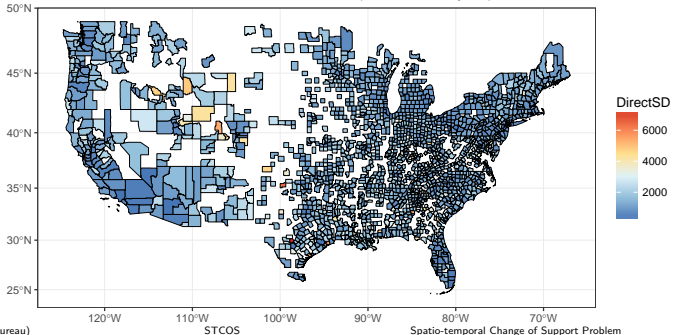 50°N
45°N
40°N
35°N
30°N
25°N
120°W 110°W 100°W 90°W 80°W 70°W
DirectSD
6000
4000
2000
ureau) STCOS Spatio-temporal Change of Support Problem